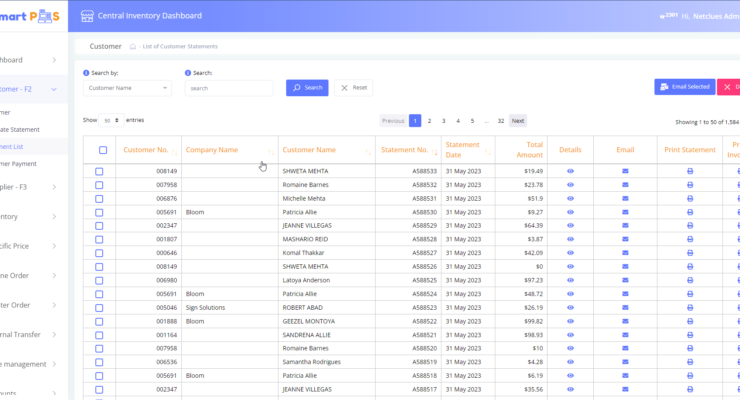 mart POS
Central Inventory Dashboard
Hi, Netclues Adm
Customer
List of Customer Statements
hboard
tomer - F2
mer
ate Statement
ment List
mer Payment
plier - F3
entory
cific Price
ne Order
ter Order
rnal Transfer
e management
ounts
Search by:
Search:
Customer Name
search
Search
Reset
Email Selected
D
Show 50 entries
Previous 1 2 3 4 5 ... 32 Next
Showing 1 to 50 of 1,584
Customer No. Company Name Customer Name Statement No. Statement Date Total Amount Details Email Print Statement Pr Invo
008149 SHWETA MEHTA AS88533 31 May 2023 $19.49
007958 Romaine Barnes AS88532 31 May 2023 $23.78
006876 Michelle Mehta AS88531 31 May 2023 $51.9
005691 Bloom Patricia Allie AS88530 31 May 2023 $9.27
002347 JEANNE VILLEGAS AS88529 31 May 2023 $64.39
001807 MASHARIO REID AS88528 31 May 2023 $3.87
000646 Komal Thakkar AS88527 31 May 2023 $42.09
008149 SHWETA MEHTA AS88526 31 May 2023 $0
006980 Latoya Anderson AS88525 31 May 2023 $97.23
005691 Bloom Patricia Allie AS88524 31 May 2023 $48.72
005046 Sign Solutions ROBERT ABAD AS88523 31 May 2023 $26.19
001888 Bloom GEEZEL MONTOYA AS88522 31 May 2023 $99.82
001164 SANDRENA ALLIE AS88521 31 May 2023 $98.93
007958 Romaine Barnes AS88520 31 May 2023 $10
006536 Samantha Rodrigues AS88519 31 May 2023 $4.28
005691 Bloom Patricia Allie AS88518 31 May 2023 $6.19
002347 JEANNE VILLEGAS AS88517 31 May 2023 $35.56